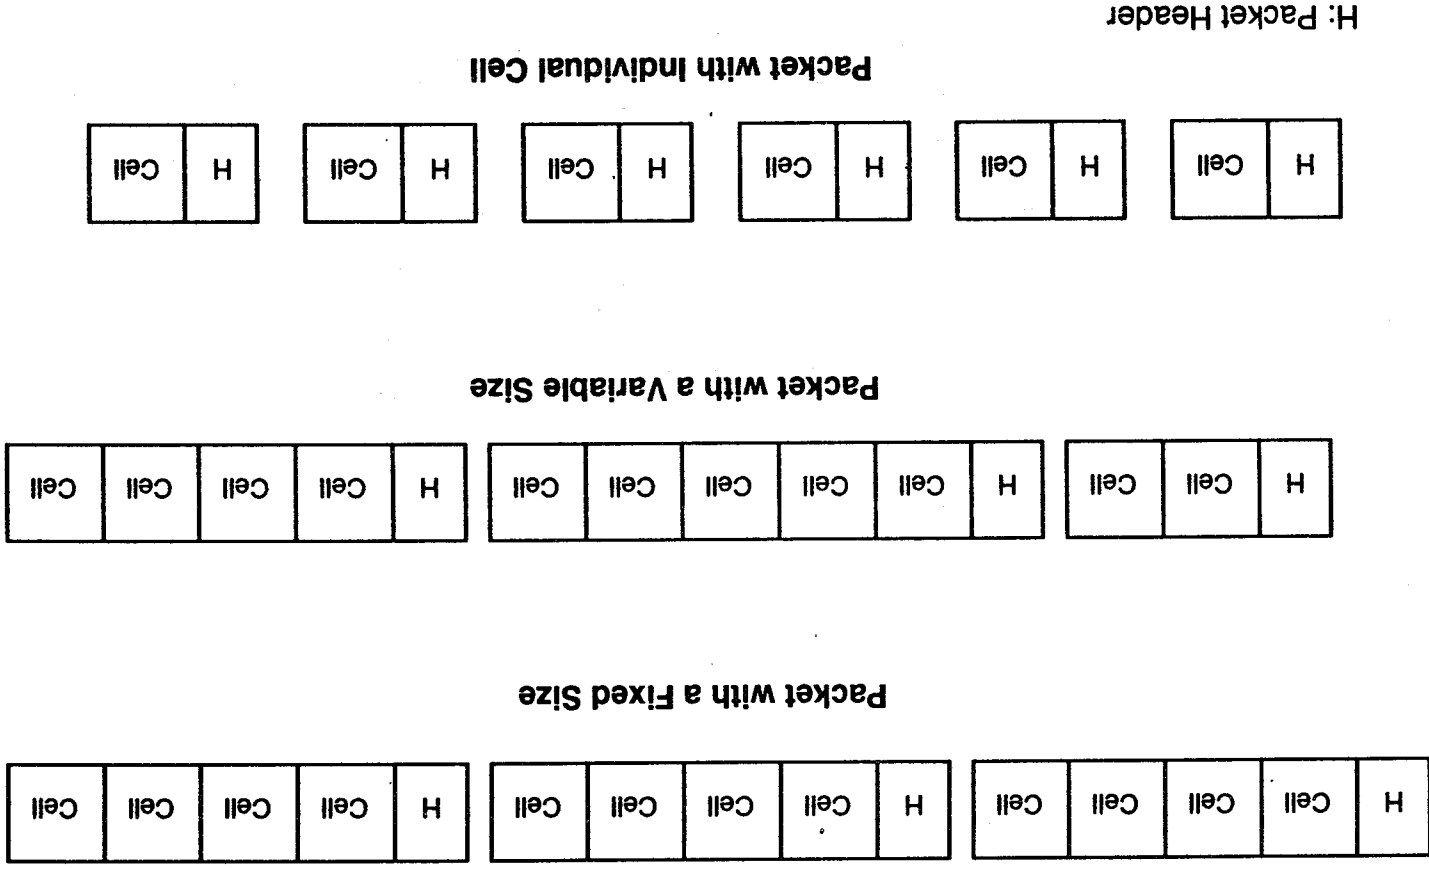 H Cell Cell Cell Cell H Cell Cell Cell Cell H Cell Cell Cell Cell
Packet with a Fixed Size
H Cell Cell H Cell Cell Cell Cell Cell H Cell Cell Cell Cell
Packet with a Variable Size
H Cell H Cell H Cell H Cell H Cell H Cell
Packet with Individual Cell
H: Packet Header